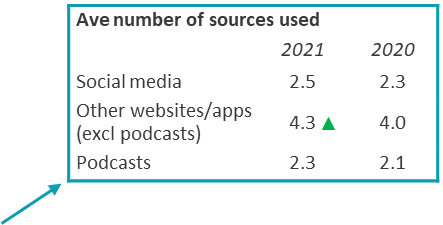 Ave number of sources used
2021 2020
Social media 2.5 2.3
Other websites/apps
(excl podcasts) 4.3 ▲ 4.0
Podcasts 2.3 2.1